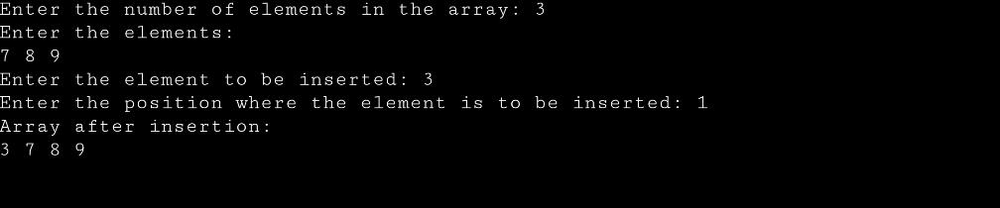 Enter the number of elements in the array: 3
Enter the elements:
7 8 9
Enter the element to be inserted: 3
Enter the position where the element is to be inserted: 1
Array after insertion:
3 7 8 9